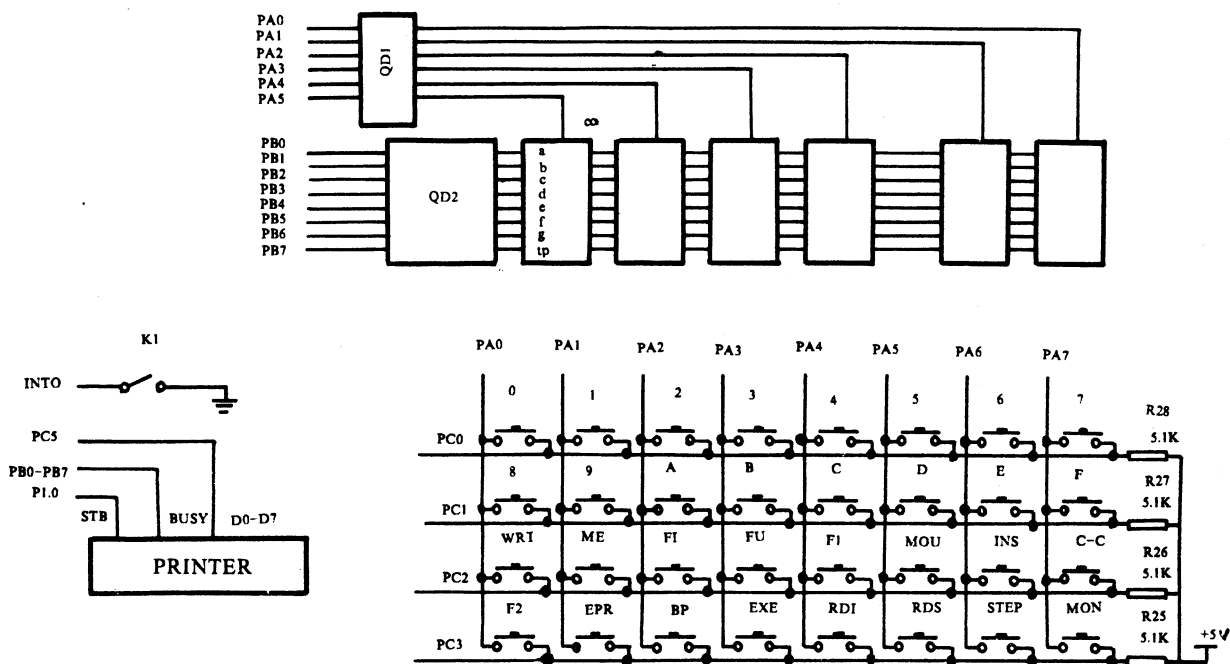 PA0
PA1
PA2
PA3
PA4
PA5
QD1
8
PB0
PB1
PB2
PB3
PB4
PB5
PB6
PB7
QD2
a
b
c
d
e
f
g
tp
K1
INTO
PC5
PB0-PB7
P1.0
STB
BUSY
D0-D7
PRINTER
PA0 PA1 PA2 PA3 PA4 PA5 PA6 PA7
0 1 2 3 4 5 6 7
PC0
R28
5.1K
8 9 A B C D E F
PC1
R27
5.1K
WRT ME FI FU F1 MOU INS C-C
PC2
R26
5.1K
F2 EPR BP EXE RDI RDS STEP MON
PC3
R25
5.1K
+5V